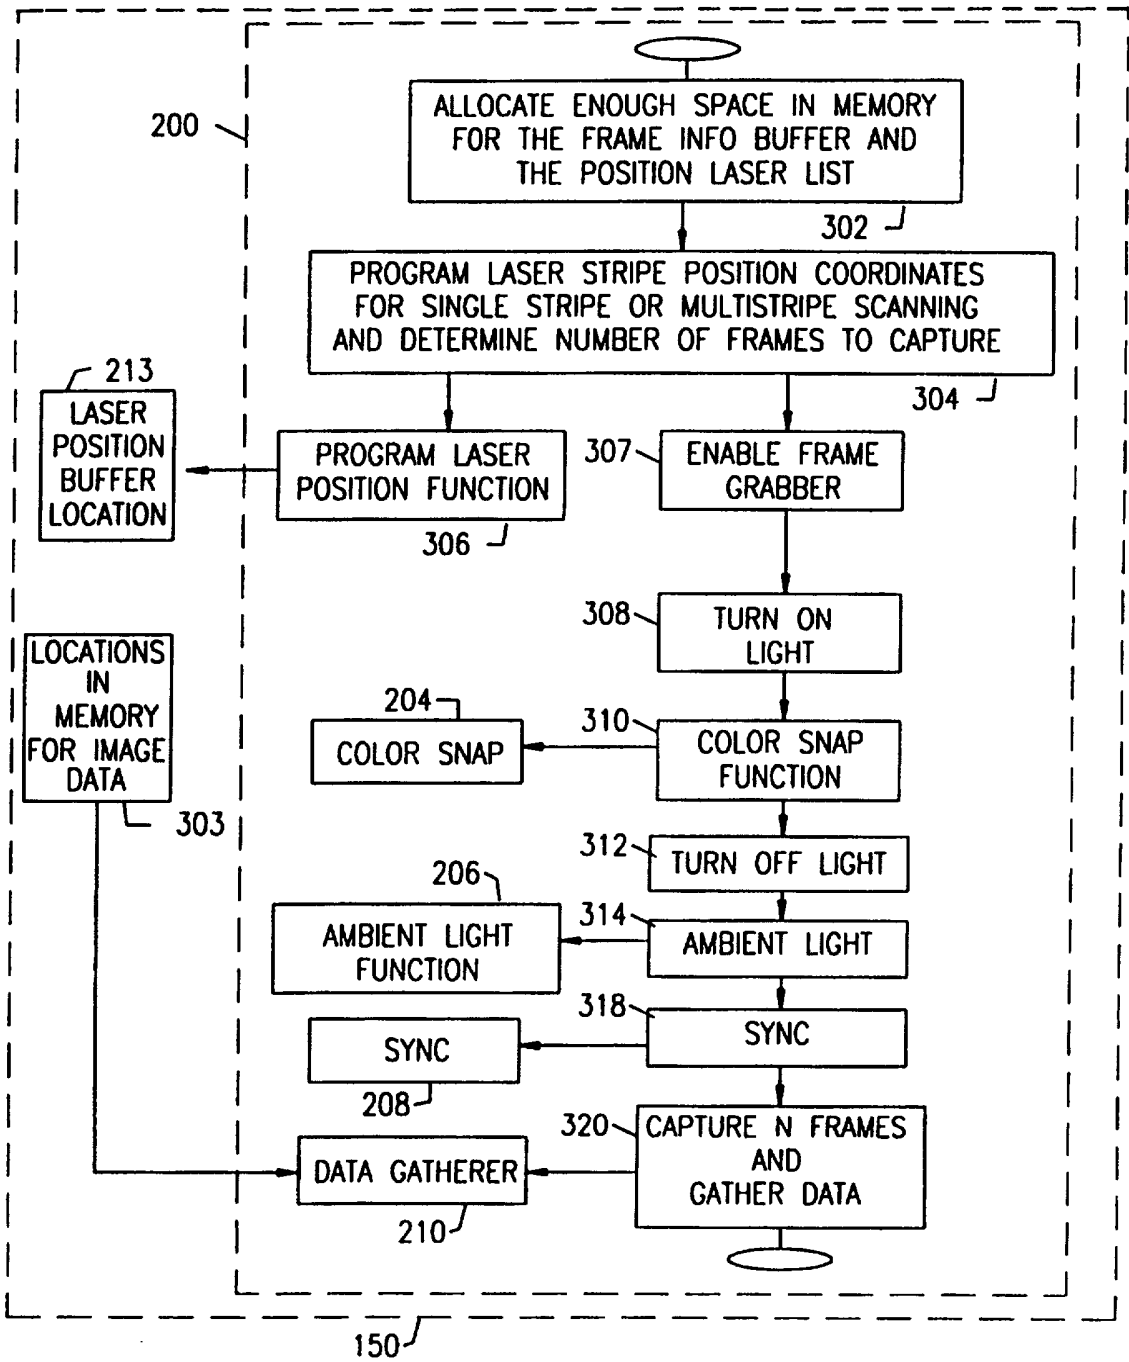 200
ALLOCATE ENOUGH SPACE IN MEMORY
FOR THE FRAME INFO BUFFER AND
THE POSITION LASER LIST
302
PROGRAM LASER STRIPE POSITION COORDINATES
FOR SINGLE STRIPE OR MULTISTRIPE SCANNING
AND DETERMINE NUMBER OF FRAMES TO CAPTURE
304
213
LASER
POSITION
BUFFER
LOCATION
PROGRAM LASER
POSITION FUNCTION
306
307
ENABLE FRAME
GRABBER
308
TURN ON
LIGHT
LOCATIONS
IN
MEMORY
FOR IMAGE
DATA
303
204
COLOR SNAP
310
COLOR SNAP
FUNCTION
312
TURN OFF LIGHT
206
AMBIENT LIGHT
FUNCTION
314
AMBIENT LIGHT
318
SYNC
SYNC
208
320
CAPTURE N FRAMES
AND
GATHER DATA
DATA GATHERER
210
150